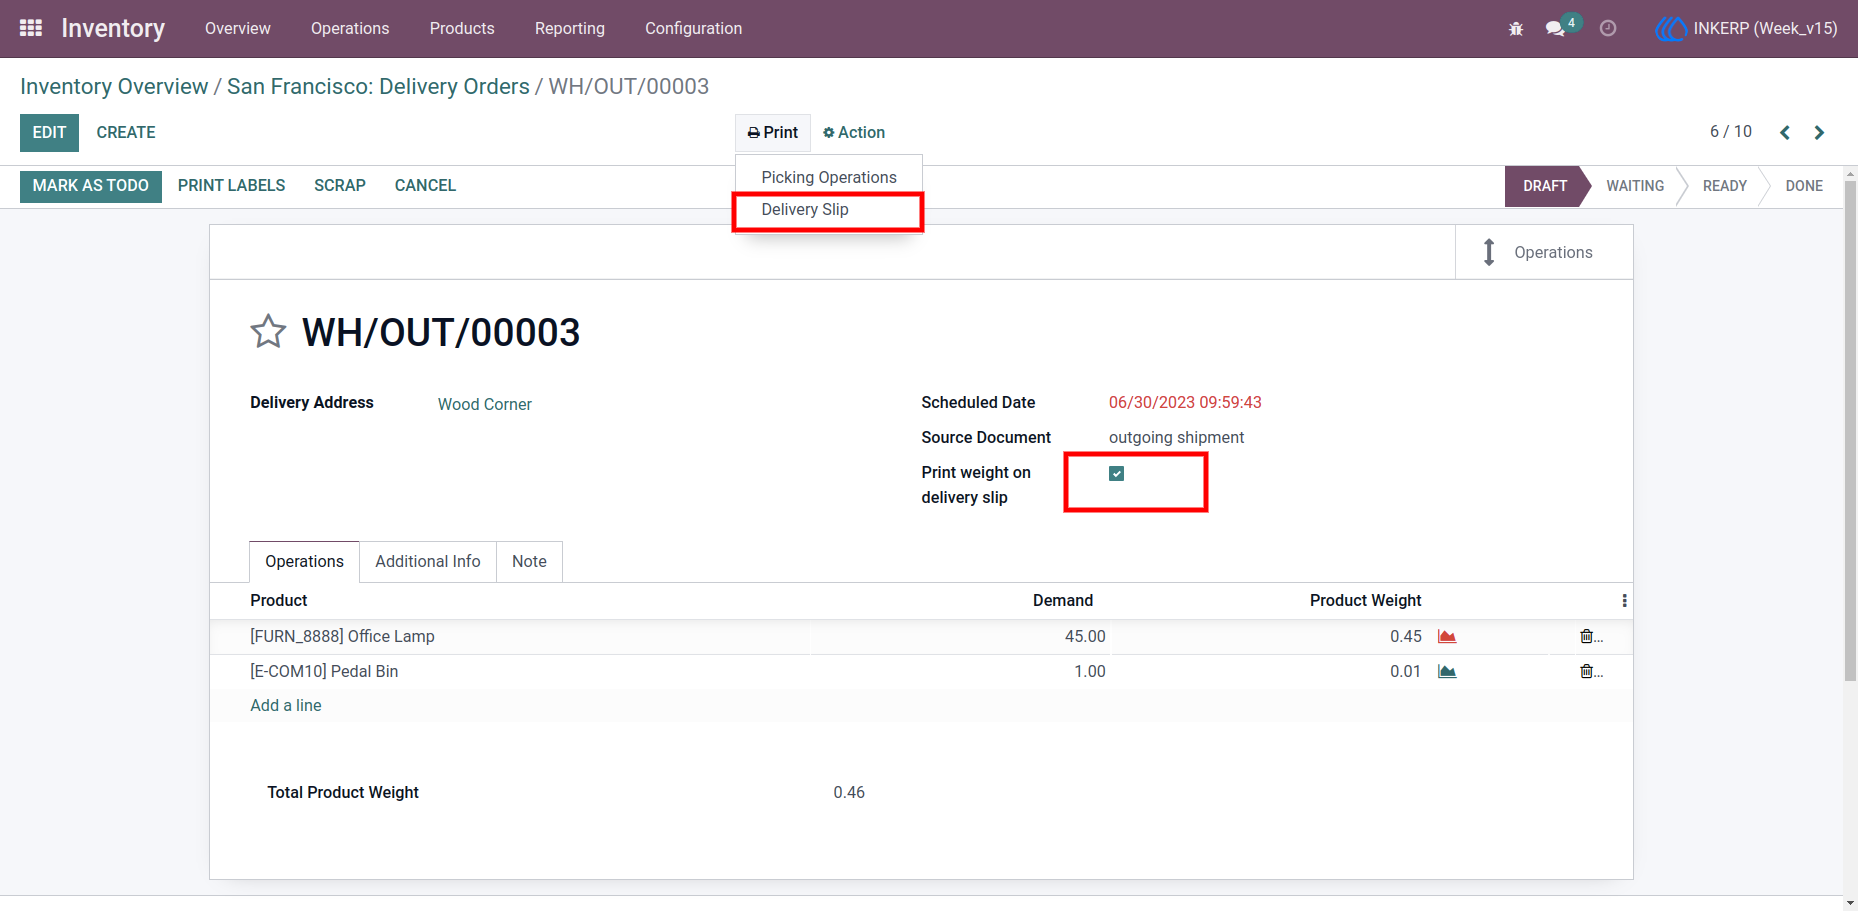 Inventory Overview Operations Products Reporting Configuration 4 INKERP (Week_v15)
Inventory Overview / San Francisco: Delivery Orders / WH/OUT/00003
EDIT CREATE Print Action 6 / 10
Picking Operations
Delivery Slip
MARK AS TODO PRINT LABELS SCRAP CANCEL DRAFT WAITING READY DONE
Operations
WH/OUT/00003
Delivery Address Wood Corner
Scheduled Date 06/30/2023 09:59:43
Source Document outgoing shipment
Print weight on
delivery slip
Operations Additional Info Note
Product Demand Product Weight
[FURN_8888] Office Lamp 45.00 0.45 ...
[E-COM10] Pedal Bin 1.00 0.01 ...
Add a line
Total Product Weight 0.46